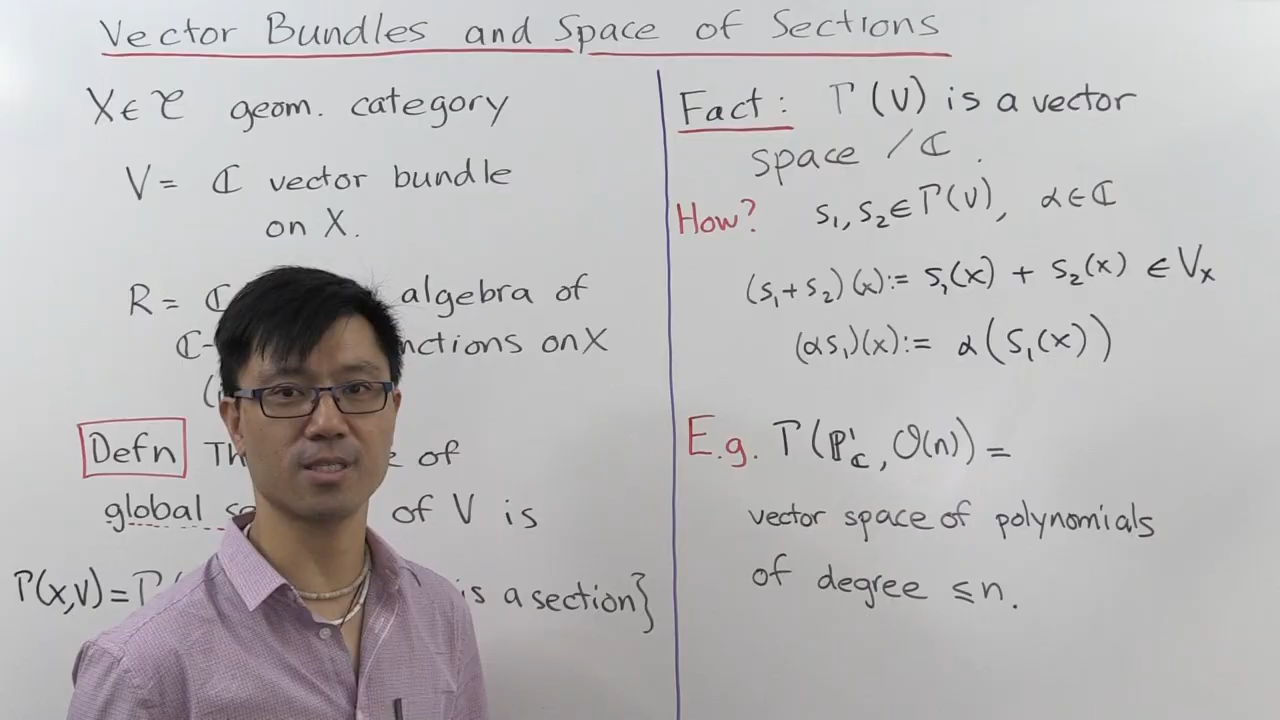 Vector Bundles and Space of Sections
X ∈ 𝒞 geom. category
V = ℂ vector bundle
on X.
R = ℂ algebra of
ℂ- nctions on X
(
Defn Th e of
global s of V is
Γ(X,V) = Γ is a section}
Fact: Γ(V) is a vector
space /ℂ.
How? s₁, s₂ ∈ Γ(V), α ∈ ℂ
(s₁+s₂)(x) := s₁(x) + s₂(x) ∈ Vₓ
(αs₁)(x) := α(s₁(x))
E.g. Γ(ℙ¹_ℂ, 𝒪(n)) =
vector space of polynomials
of degree ≤ n.